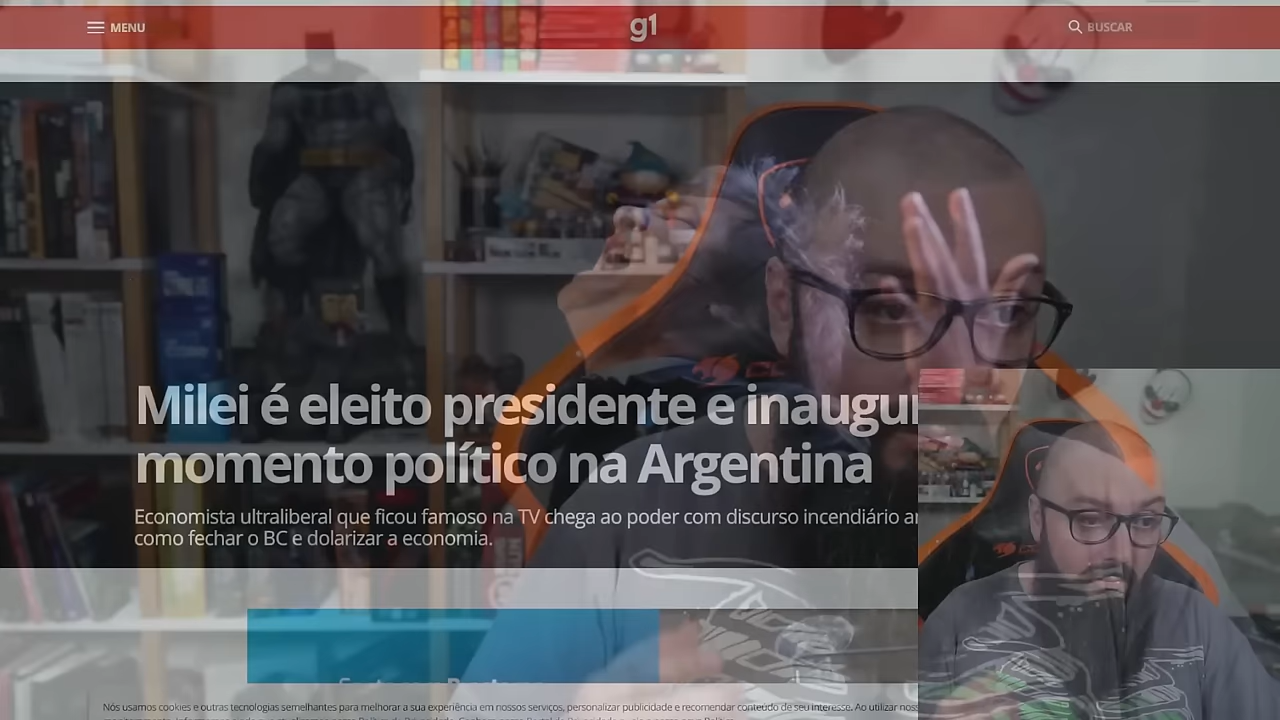 MENU
g1
BUSCAR
Milei é eleito presidente e inaugur
momento político na Argentina
Economista ultraliberal que ficou famoso na TV chega ao poder com discurso incendiário
como fechar o BC e dolarizar a economia.
Nós usamos cookies e outras tecnologias semelhantes para melhorar a sua experiência em nossos serviços, personalizar publicidade e recomendar conteúdo de seu interesse. Ao utilizar